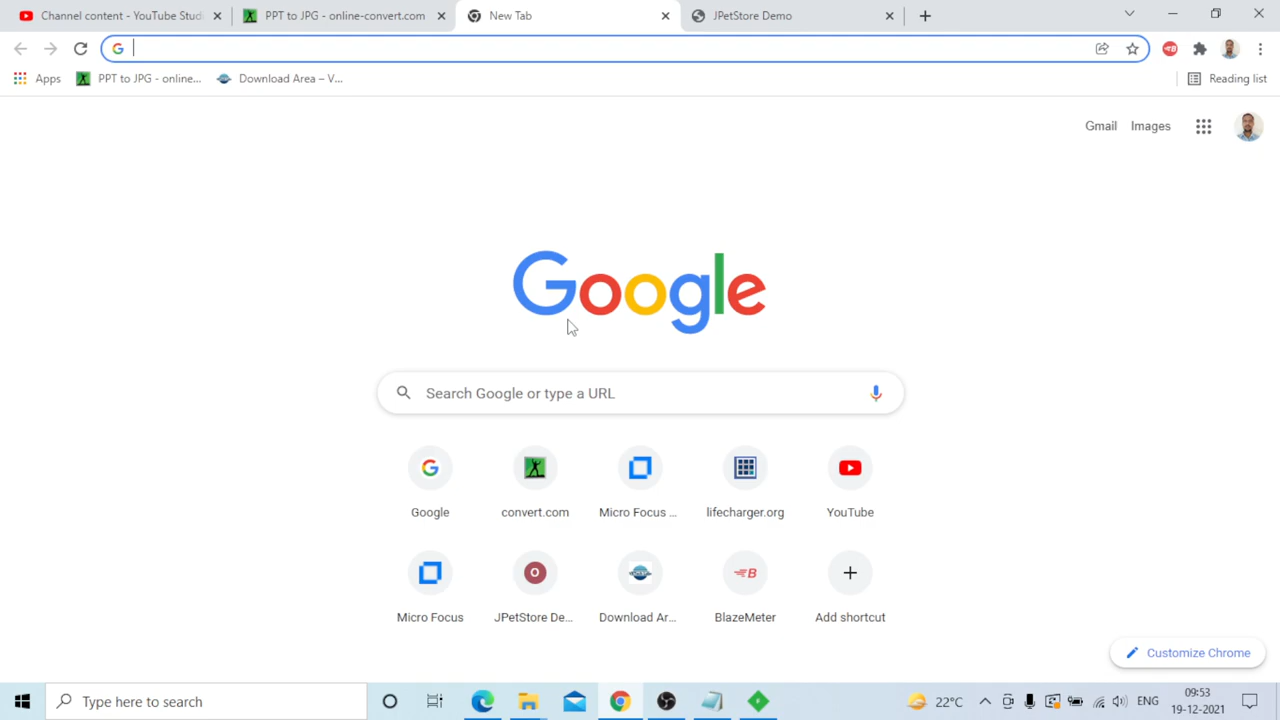 Channel content - YouTube Studi
PPT to JPG - online-convert.com
New Tab
JPetStore Demo
Apps
PPT to JPG - online...
Download Area – V...
Reading list
Gmail
Images
Google
Search Google or type a URL
Google
convert.com
Micro Focus ...
lifecharger.org
YouTube
Micro Focus
JPetStore De...
Download Ar...
BlazeMeter
Add shortcut
Customize Chrome
Type here to search
22°C
ENG
09:53
19-12-2021